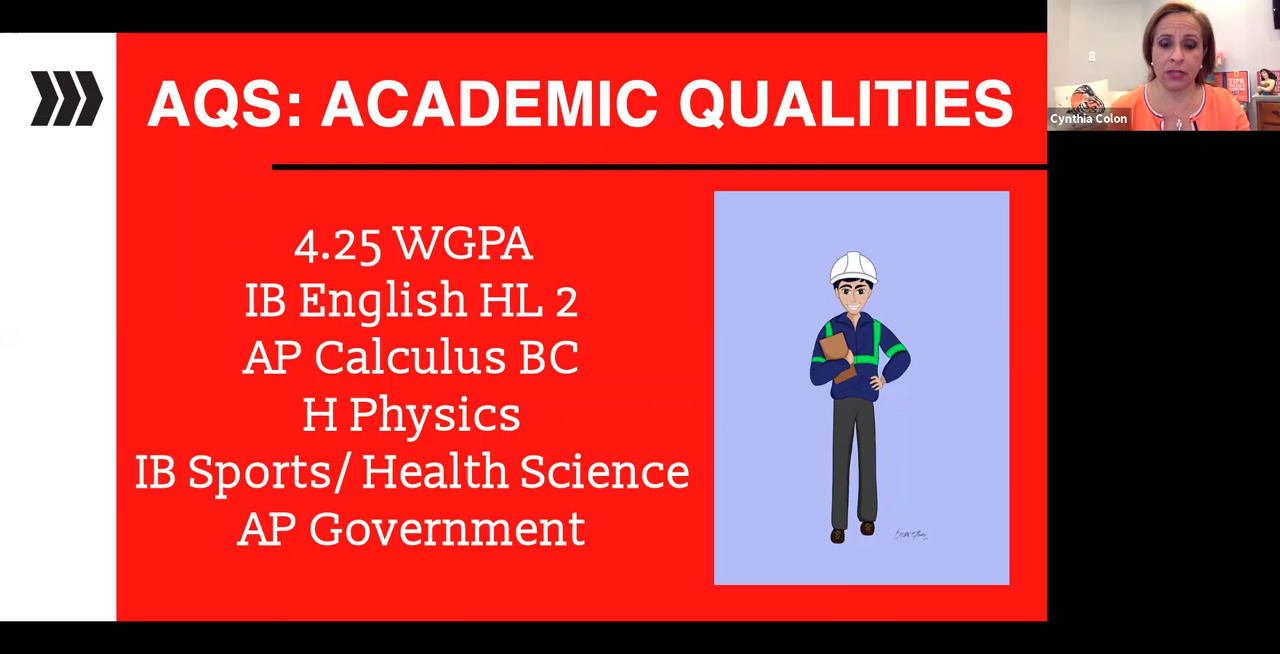 AQS: ACADEMIC QUALITIES
4.25 WGPA
IB English HL 2
AP Calculus BC
H Physics
IB Sports/ Health Science
AP Government
Cynthia Colon
TIPS